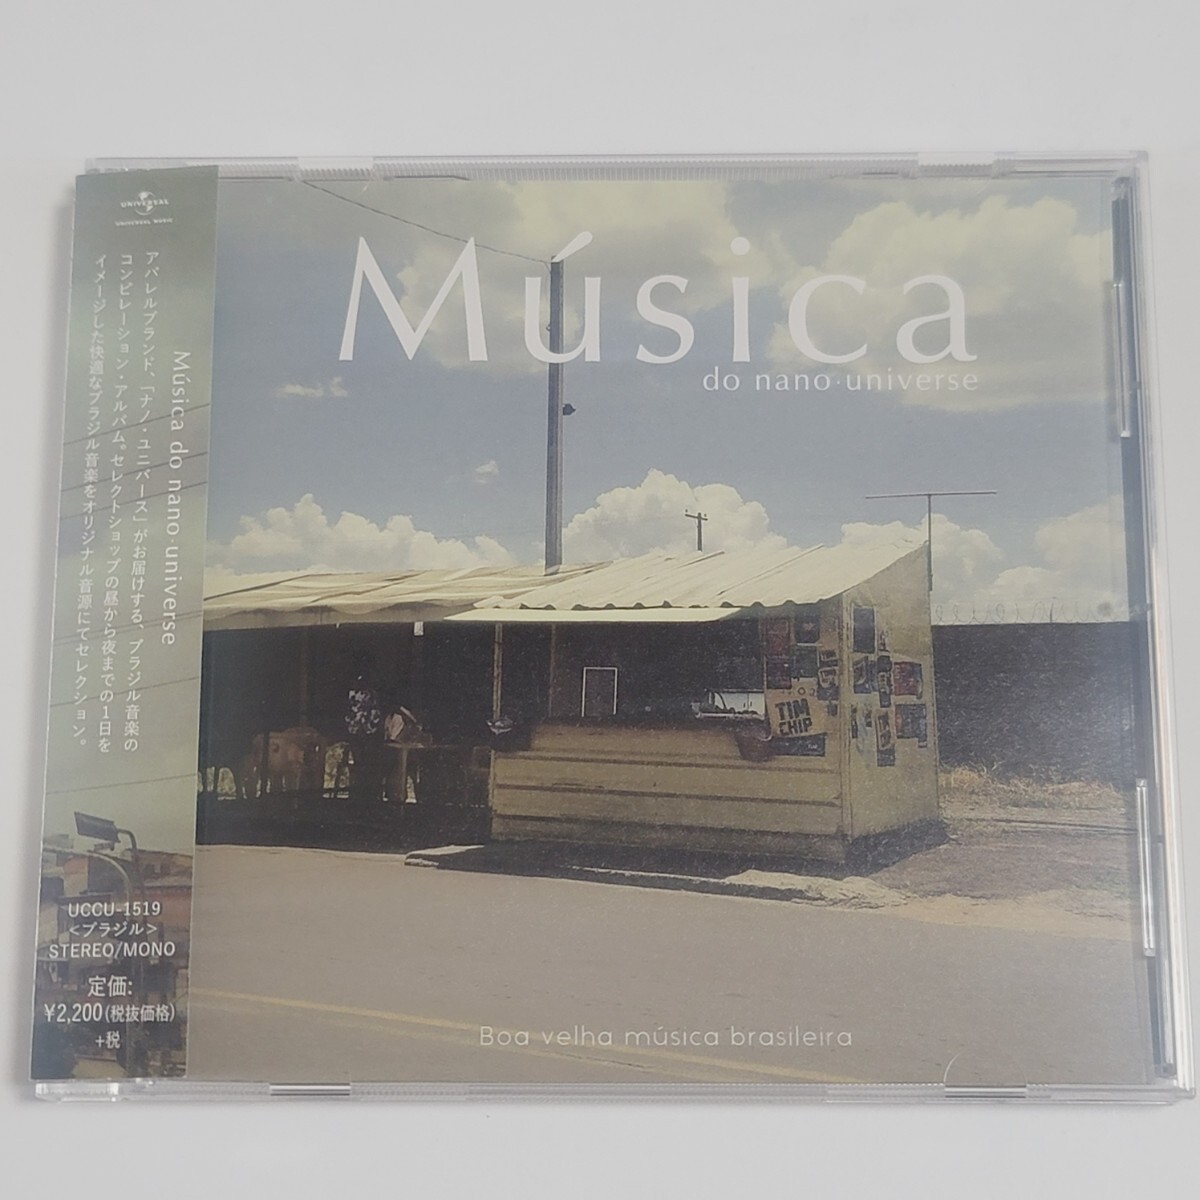 UNIVERSAL
UNIVERSAL MUSIC
Música do nano·universe
アパレルブランド、「ナノ・ユニバース」がお届けする、ブラジル音楽の
コンピレーション・アルバム。セレクトショップの昼から夜までの1日を
イメージした快適なブラジル音楽をオリジナル音源にてセレクション。
UCCU-1519
<ブラジル>
STEREO/MONO
定価:
¥2,200(税抜価格)
+税
Música
do nano·universe
TIM
CHIP
Boa velha música brasileira